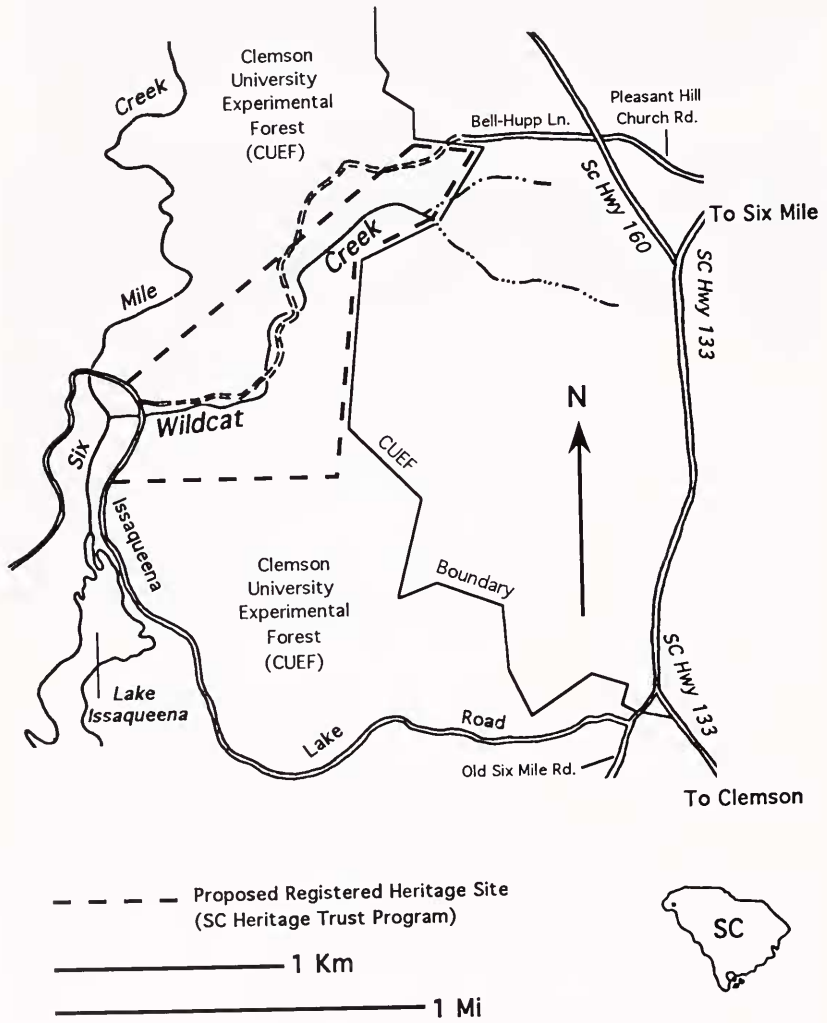 Clemson
University
Experimental
Forest
(CUEF)
Creek
Bell-Hupp Ln.
Pleasant Hill
Church Rd.
SC Hwy 160
To Six Mile
SC Hwy 133
Creek
Mile
Wildcat
Six
N
CUEF
Issaqueena
Clemson
University
Experimental
Forest
(CUEF)
Boundary
SC Hwy 133
Lake
Issaqueena
Lake
Road
Old Six Mile Rd.
To Clemson
Proposed Registered Heritage Site
(SC Heritage Trust Program)
SC
1 Km
1 Mi